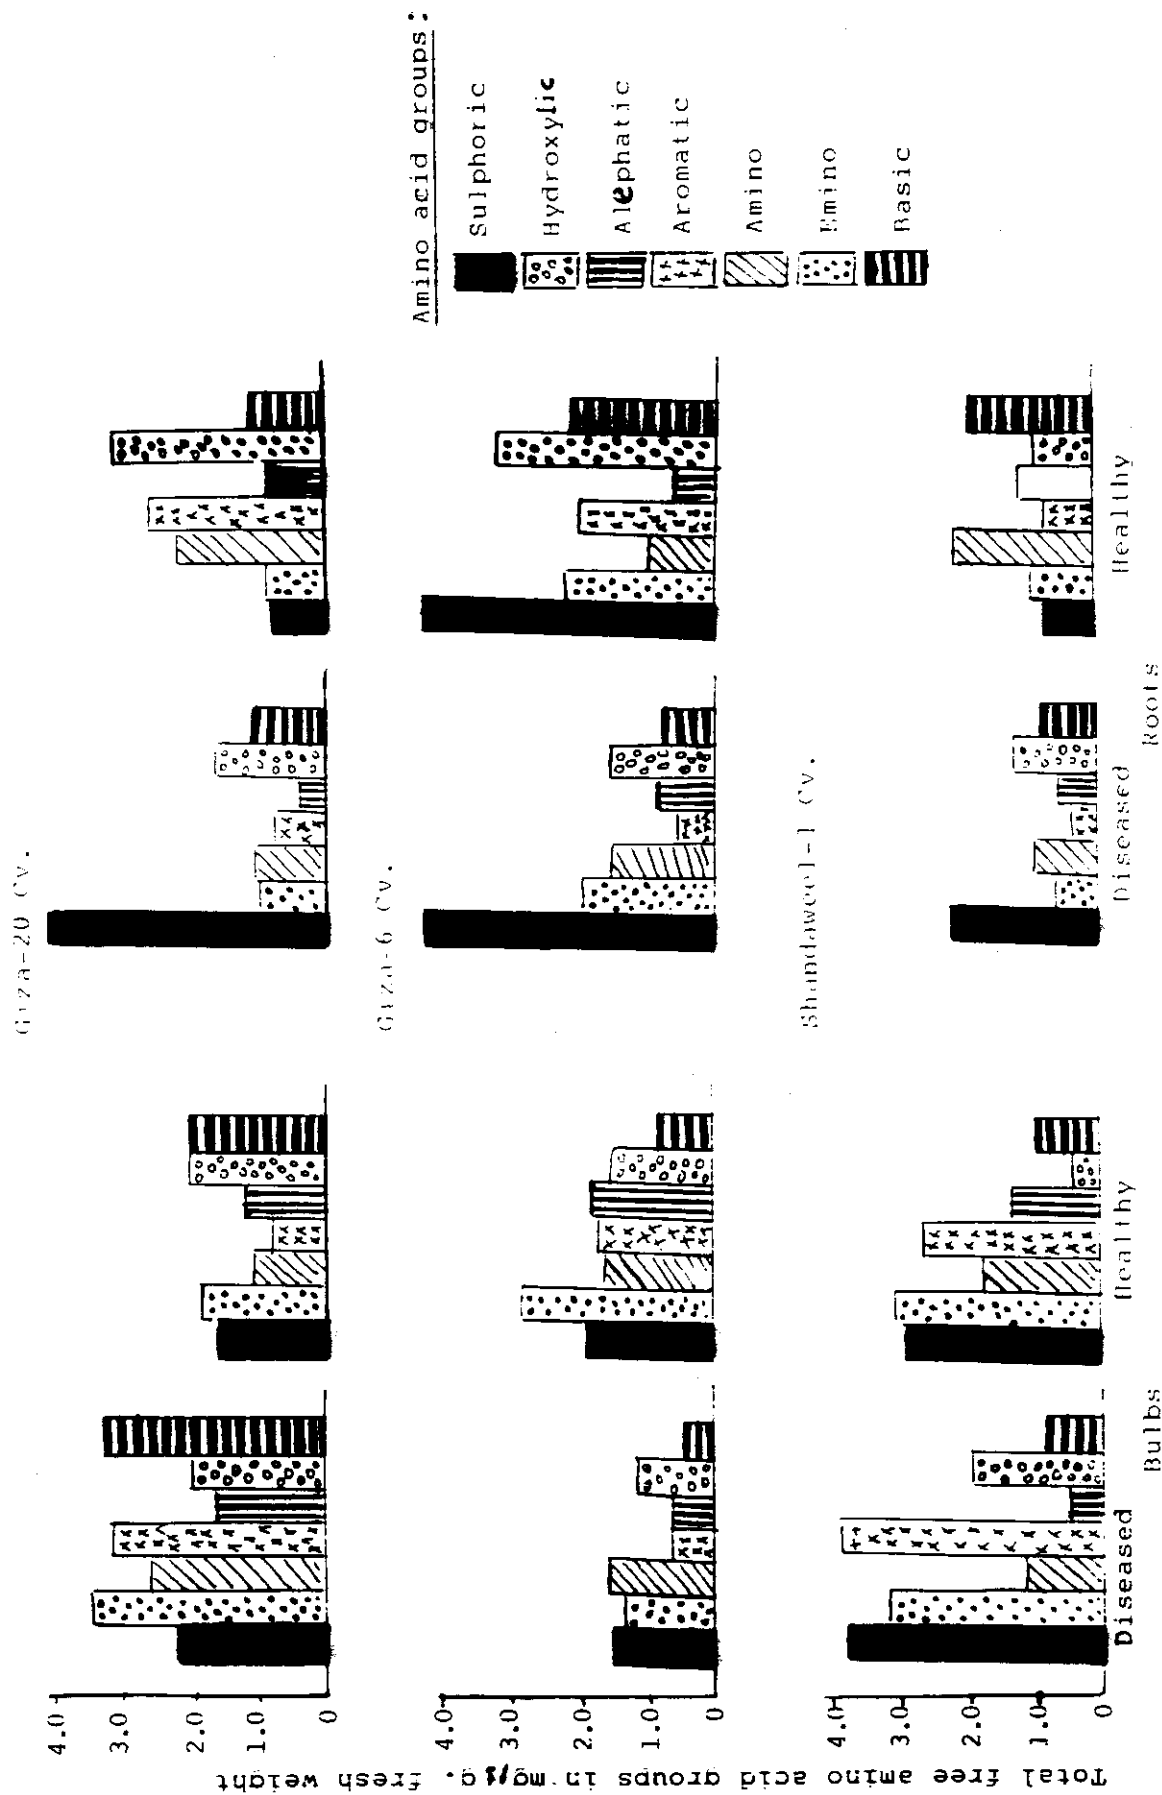 Total free amino acid groups in mg/1g. fresh weight
Giza-20 Cv.
4.0
3.0
2.0
1.0
0
Giza-6 Cv.
4.0
3.0
2.0
1.0
0
Shandaweel-1 Cv.
4.0
3.0
2.0
1.0
0
Diseased
Healthy
Diseased
Healthy
Bulbs
Roots
Amino acid groups:
Sulphoric
Hydroxylic
Alephatic
Aromatic
Amino
Emino
Basic